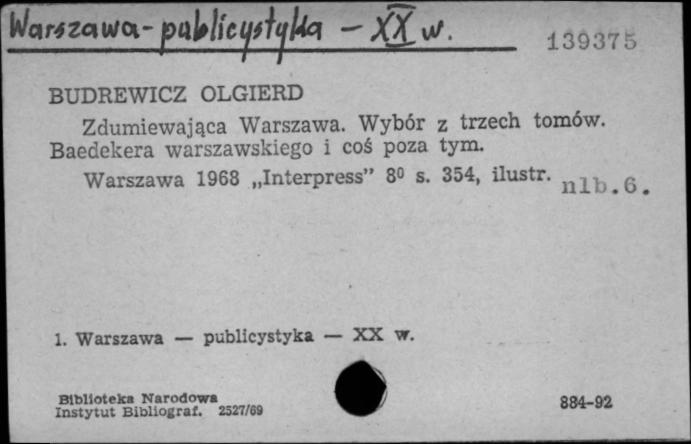 Warszawa - publicystyka - XX w.
139375
BUDREWICZ OLGIERD
Zdumiewająca Warszawa. Wybór z trzech tomów.
Baedekera warszawskiego i coś poza tym.
Warszawa 1968 „Interpress” 8º s. 354, ilustr. nlb.6.
1. Warszawa — publicystyka — XX w.
Biblioteka Narodowa
Instytut Bibliograf. 2527/69
884-92